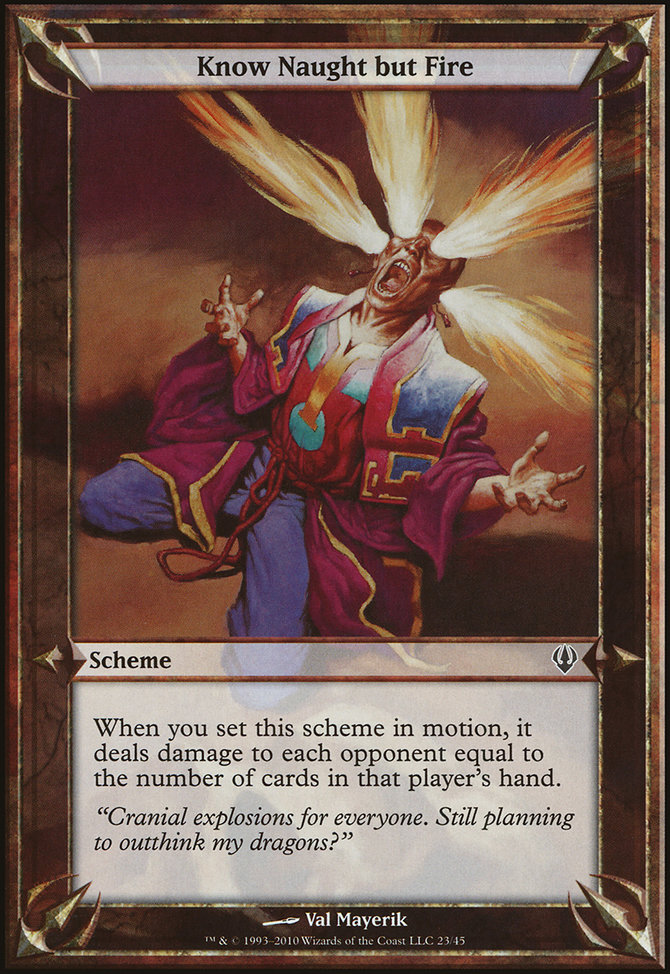 Know Naught but Fire
Scheme
When you set this scheme in motion, it
deals damage to each opponent equal to
the number of cards in that player's hand.
“Cranial explosions for everyone. Still planning
to outthink my dragons?”
Val Mayerik
™ & © 1993–2010 Wizards of the Coast LLC 23/45